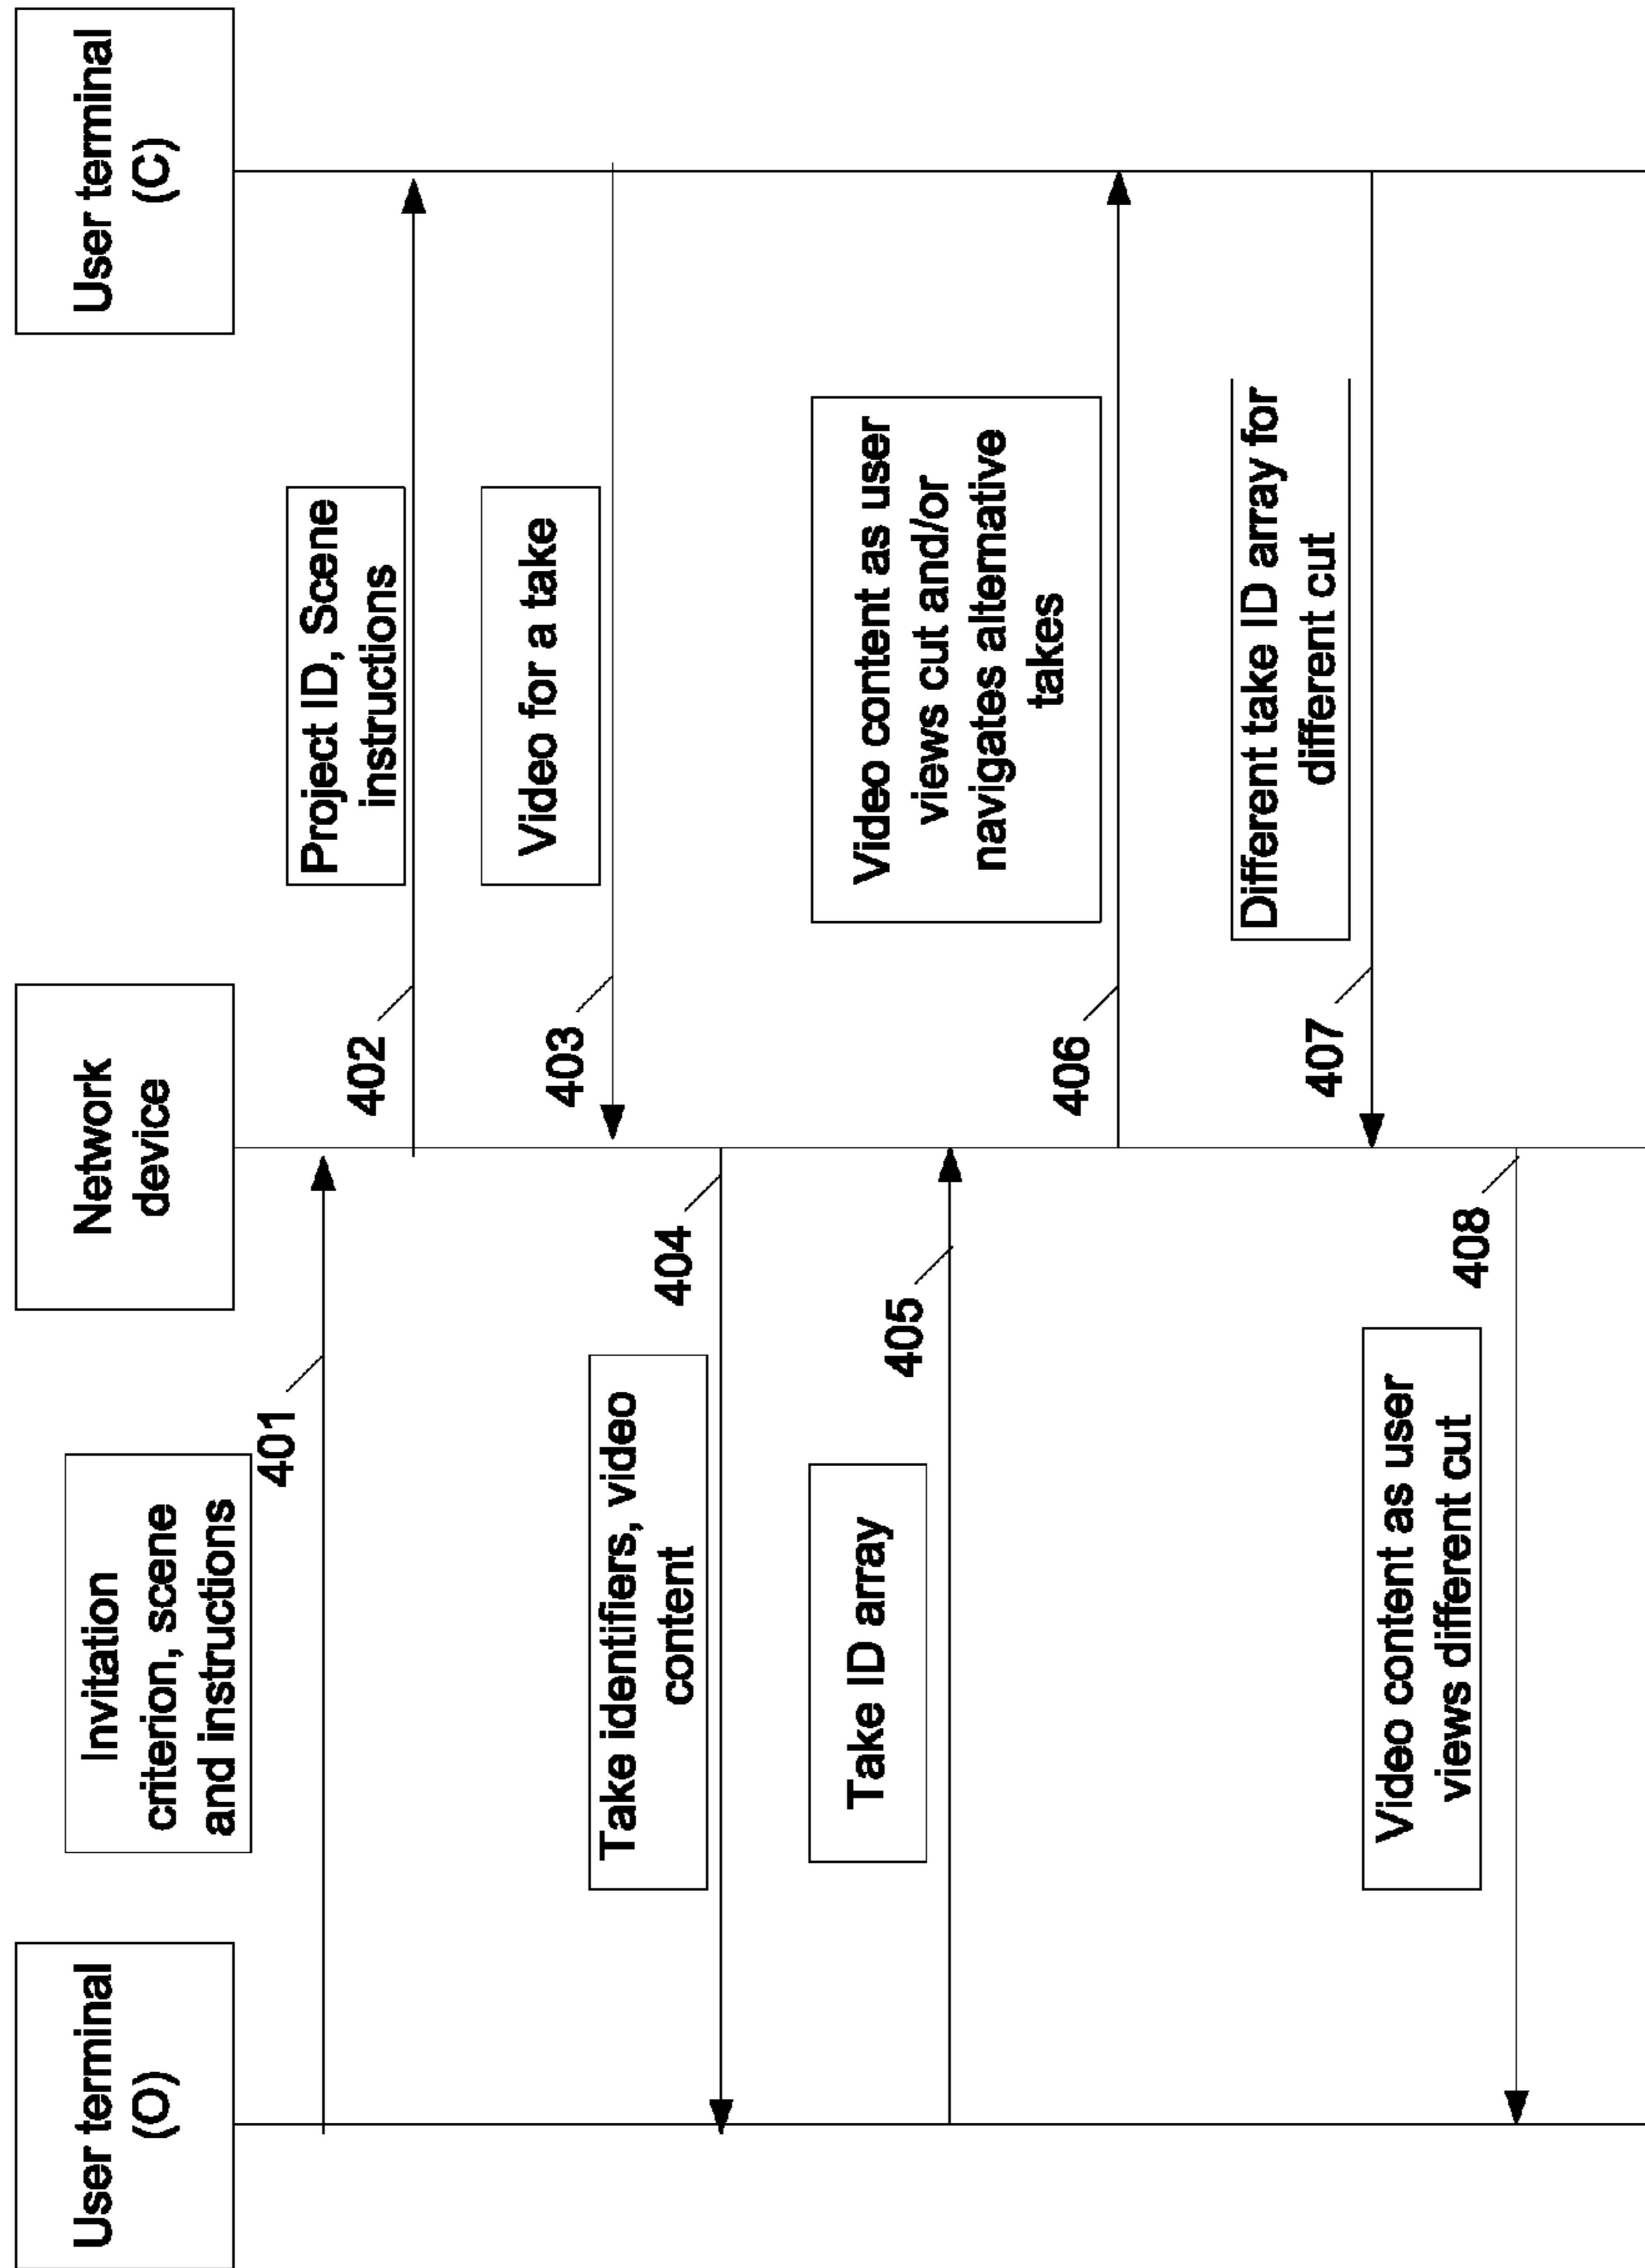 User terminal
(O)
Network
device
User terminal
(C)
Invitation
criterion, scene
and instructions
401
Project ID, Scene
instructions
402
Video for a take
403
Take identifiers, video
content
404
Take ID array
405
Video content as user
views cut and/or
navigates alternative
takes
406
Different take ID array for
different cut
407
Video content as user
views different cut
408